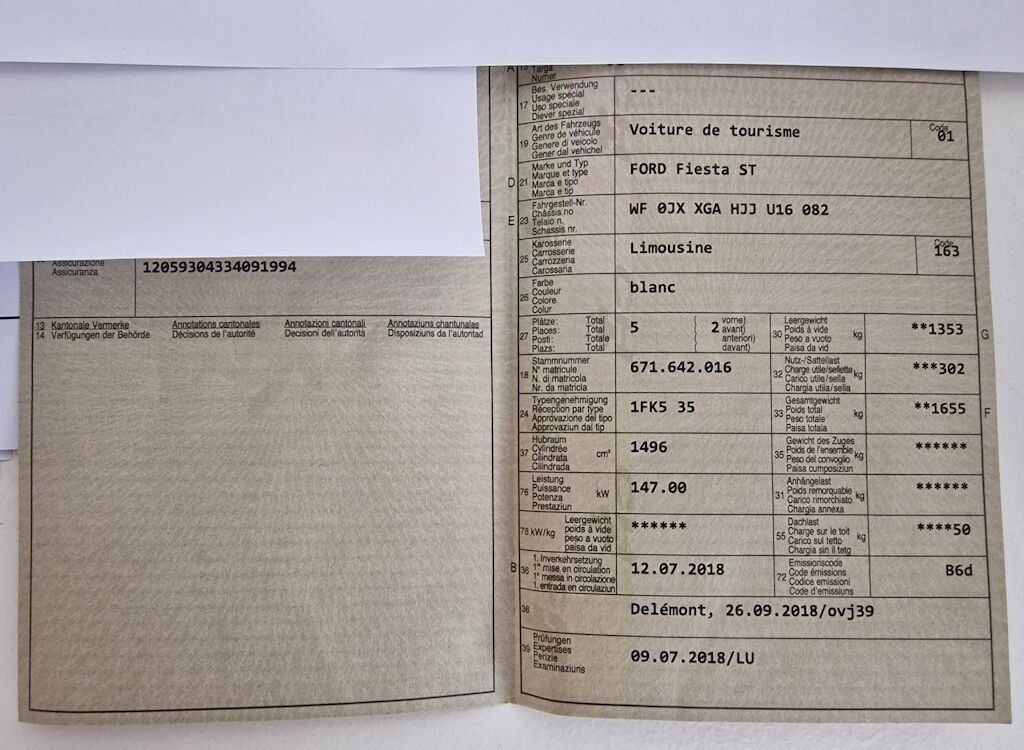 Assicurazione
Assicuranza
12059304334091994
13 Kantonale Vermerke
14 Verfügungen der Behörde
Annotations cantonales
Décisions de l'autorité
Annotazioni cantonali
Decisioni dell'autorità
Annotaziuns chantunalas
Disposiziuns da l'autoritad
A 15 Targa
Numer
17 Bes. Verwendung
Usage spécial
Uso speciale
Diever spezial
---
19 Art des Fahrzeugs
Genre de véhicule
Genere di veicolo
Gener dal vehichel
Voiture de tourisme
Code
01
D 21 Marke und Typ
Marque et type
Marca e tipo
Marca e tip
FORD Fiesta ST
E 23 Fahrgestell-Nr.
Châssis no
Telaio n.
Schassis nr.
WF 0JX XGA HJJ U16 082
25 Karosserie
Carrosserie
Carrozzeria
Carossaria
Limousine
Code
163
26 Farbe
Couleur
Colore
Colur
blanc
27 Plätze: Total
Places: Total
Posti: Totale
Plazs: Total
5
2 vorne)
avant)
anteriori)
davant)
30 Leergewicht
Poids à vide
Peso a vuoto
Paisa da vid
kg
**1353
G
18 Stammnummer
N° matricule
N. di matricola
Nr. da matricla
671.642.016
32 Nutz-/Sattellast
Charge utile/sellette
Carico utile/sella
Chargia utila/sella
kg
***302
24 Typengenehmigung
Réception par type
Approvazione del tipo
Approvaziun dal tip
1FK5 35
33 Gesamtgewicht
Poids total
Peso totale
Paisa totala
kg
**1655
F
37 Hubraum
Cylindrée
Cilindrata
Cilindrada
cm³
1496
35 Gewicht des Zuges
Poids de l'ensemble
Peso del convoglio
Paisa cumposiziun
kg
******
76 Leistung
Puissance
Potenza
Prestaziun
kW
147.00
31 Anhängelast
Poids remorquable
Carico rimorchiato
Chargia annexa
kg
******
78 kW/kg
Leergewicht
poids à vide
peso a vuoto
paisa da vid
******
55 Dachlast
Charge sur le toit
Carico sul tetto
Chargia sin il tetg
kg
****50
B 36 1. Inverkehrsetzung
1re mise en circulation
1a messa in circolazione
1. entrada en circulaziun
12.07.2018
72 Emissionscode
Code émissions
Codice emissioni
Code d'emissiuns
B6d
38
Delémont, 26.09.2018/ovj39
39 Prüfungen
Expertises
Perizie
Examinaziuns
09.07.2018/LU